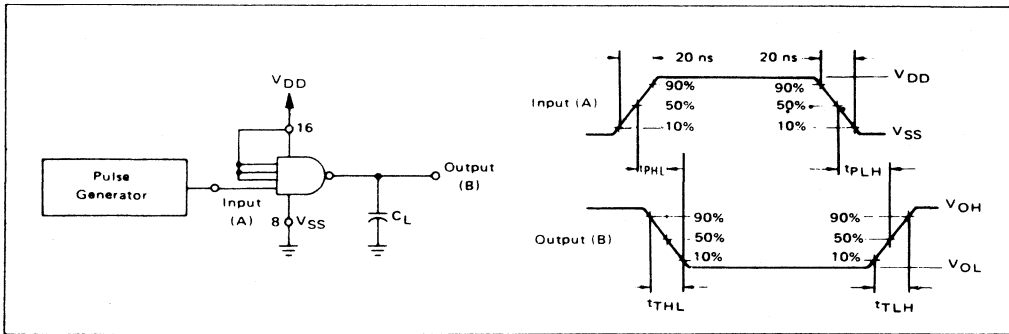 VDD
16
Pulse
Generator
Input
(A)
8
VSS
CL
Output
(B)
20 ns
20 ns
VDD
90%
90%
Input (A)
50%
50%
10%
10%
VSS
tPHL
tPLH
VOH
90%
90%
Output (B)
50%
50%
10%
10%
VOL
tTHL
tTLH